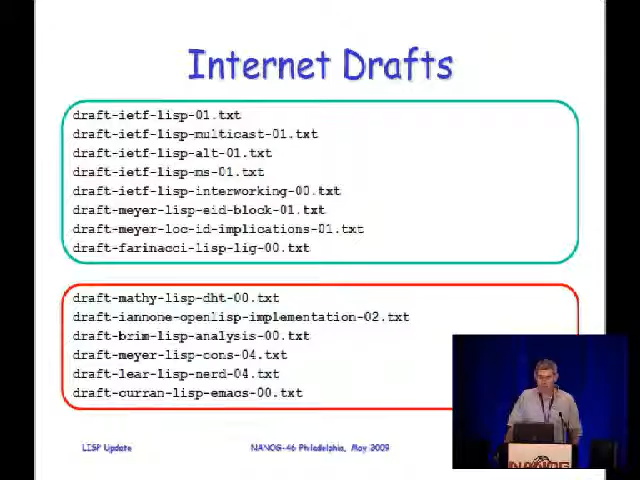 Internet Drafts
draft-ietf-lisp-01.txt
draft-ietf-lisp-multicast-01.txt
draft-ietf-lisp-alt-01.txt
draft-ietf-lisp-ms-01.txt
draft-ietf-lisp-interworking-00.txt
draft-meyer-lisp-eid-block-01.txt
draft-meyer-loc-id-implications-01.txt
draft-farinacci-lisp-lig-00.txt
draft-mathy-lisp-dht-00.txt
draft-iannone-openlisp-implementation-02.txt
draft-brim-lisp-analysis-00.txt
draft-meyer-lisp-cons-04.txt
draft-lear-lisp-nerd-04.txt
draft-curran-lisp-emacs-00.txt
LISP Update
NANOG-46 Philadelphia, May 2009
NANOG